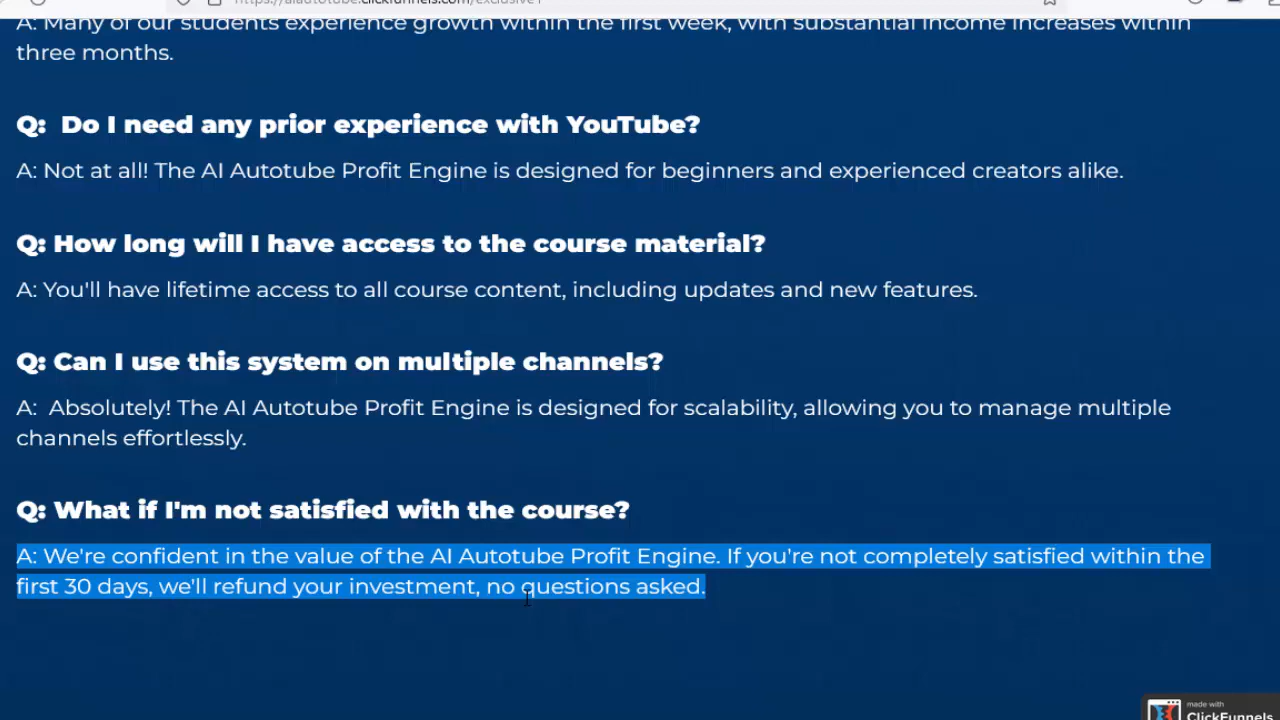 https://aiautotube.clickfunnels.com/exclusive1
A: Many of our students experience growth within the first week, with substantial income increases within
three months.
Q: Do I need any prior experience with YouTube?
A: Not at all! The AI Autotube Profit Engine is designed for beginners and experienced creators alike.
Q: How long will I have access to the course material?
A: You'll have lifetime access to all course content, including updates and new features.
Q: Can I use this system on multiple channels?
A: Absolutely! The AI Autotube Profit Engine is designed for scalability, allowing you to manage multiple
channels effortlessly.
Q: What if I'm not satisfied with the course?
A: We're confident in the value of the AI Autotube Profit Engine. If you're not completely satisfied within the
first 30 days, we'll refund your investment, no questions asked.
made with
ClickFunnels